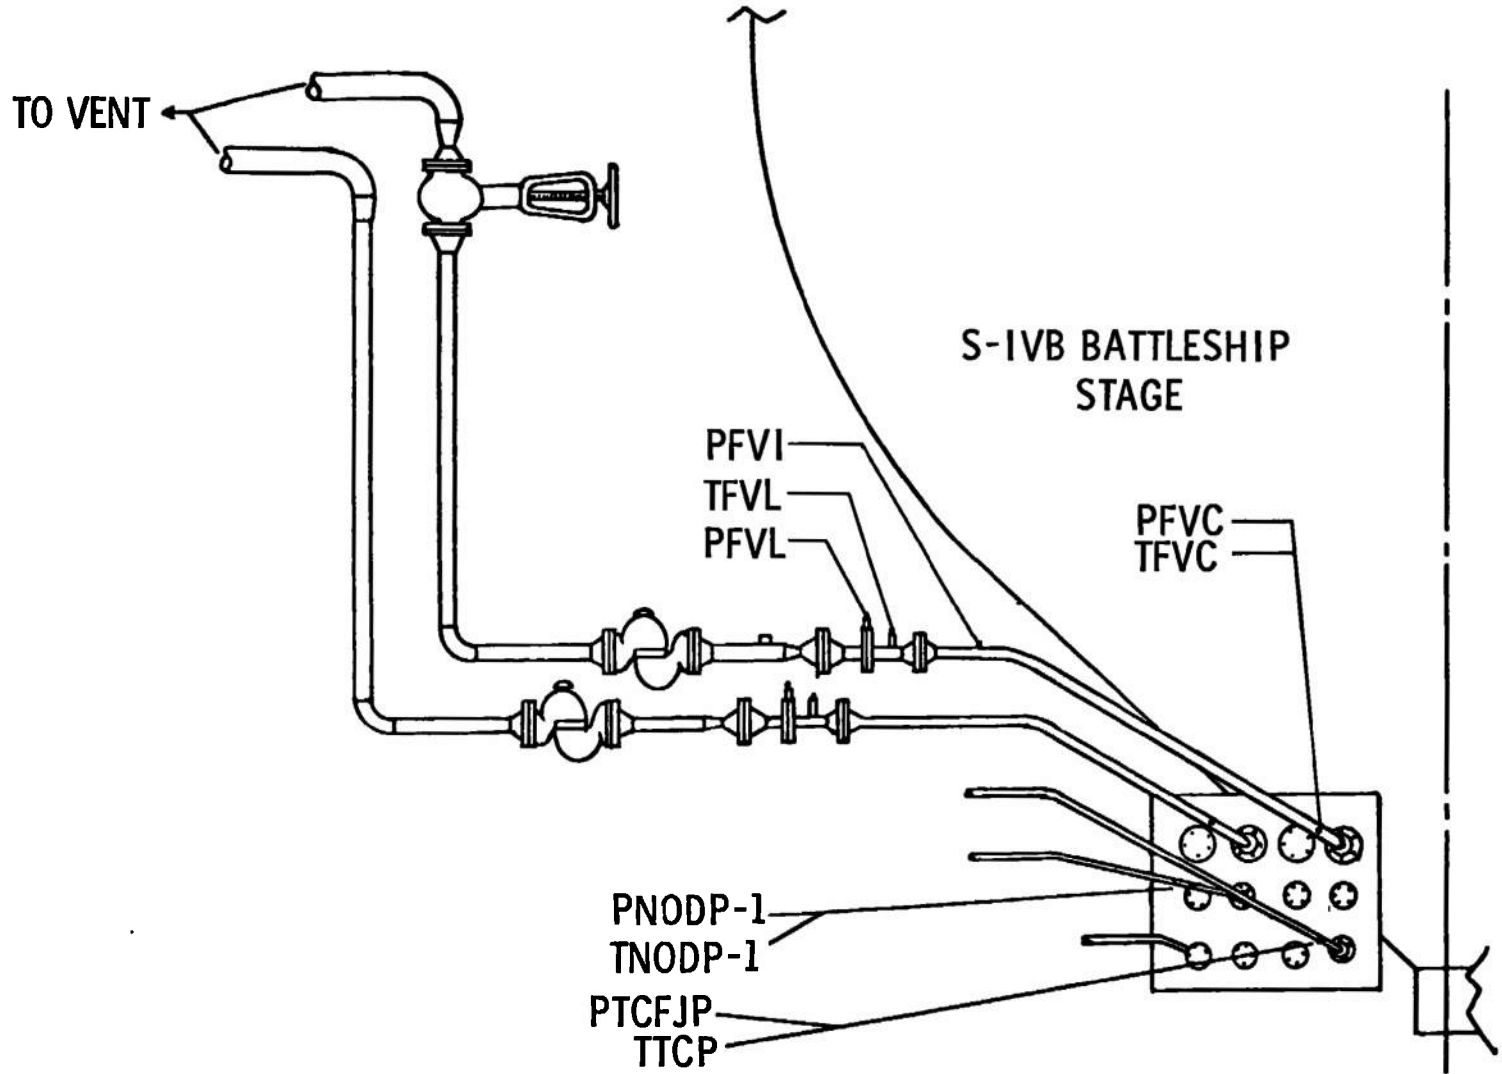 TO VENT
S-IVB BATTLESHIP
STAGE
PFVI
TFVL
PFVL
PFVC
TFVC
PNODP-1
TNODP-1
PTCFJP
TTCP